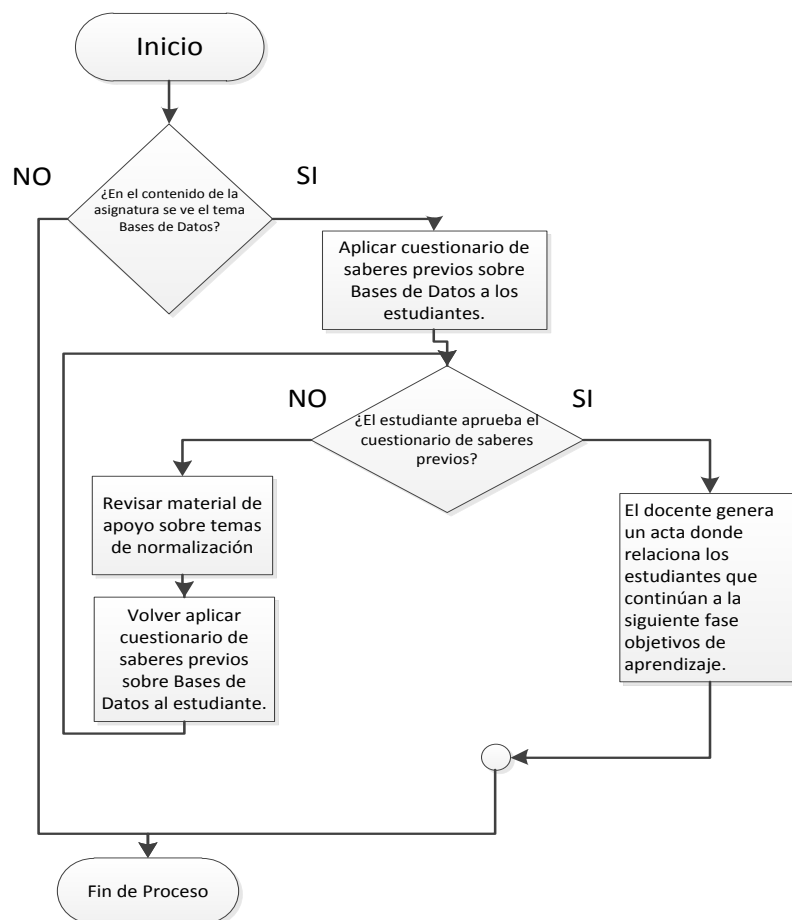 Inicio
NO
SI
¿En el contenido de la
asignatura se ve el tema
Bases de Datos?
Aplicar cuestionario de
saberes previos sobre
Bases de Datos a los
estudiantes.
NO
SI
¿El estudiante aprueba el
cuestionario de saberes
previos?
Revisar material de
apoyo sobre temas
de normalización
Volver aplicar
cuestionario de
saberes previos
sobre Bases de
Datos al estudiante.
El docente genera
un acta donde
relaciona los
estudiantes que
continúan a la
siguiente fase
objetivos de
aprendizaje.
Fin de Proceso